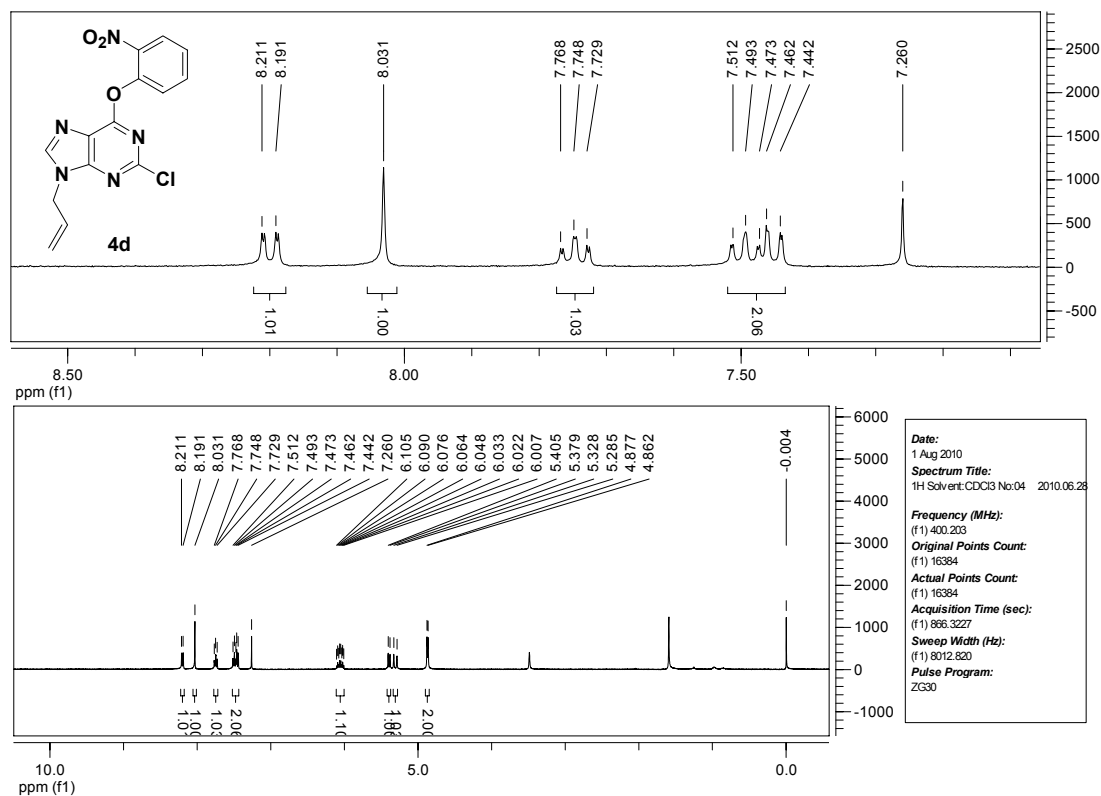 O2N
O
N
N
N
N
Cl
4d
8.211
8.191
8.031
7.768
7.748
7.729
7.512
7.493
7.473
7.462
7.442
7.260
2500
2000
1500
1000
500
0
-500
1.01
1.00
1.03
2.06
8.50
8.00
7.50
ppm (f1)
8.211
8.191
8.031
7.768
7.748
7.729
7.512
7.493
7.473
7.462
7.442
7.260
6.105
6.090
6.076
6.064
6.048
6.033
6.022
6.007
5.405
5.379
5.328
5.285
4.877
4.862
-0.004
6000
5000
4000
3000
2000
1000
0
-1000
1.03
2.06
1.10
2.00
10.0
5.0
0.0
ppm (f1)
Date:
1 Aug 2010
Spectrum Title:
1H Solvent:CDCl3 No:04 2010.06.28
Frequency (MHz):
(f1) 400.203
Original Points Count:
(f1) 16384
Actual Points Count:
(f1) 16384
Acquisition Time (sec):
(f1) 866.3227
Sweep Width (Hz):
(f1) 8012.820
Pulse Program:
ZG30